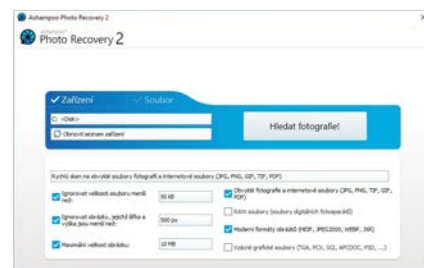 Ashampoo Photo Recovery 2
Ashampoo®
Photo Recovery 2
Zařízení
Soubor
C: <Disk>
Obnovit seznam zařízení
Hledat fotografie!
Rychlý sken na obvyklé soubory fotografií a internetové soubory (JPG, PNG, GIF, TIF, PDF)
Ignorovat velikosti souboru menší
než:
50 kB
Ignorovat obrázky, jejichž šířka a
výška jsou menší než:
300 px
Maximální velikost obrázku:
10 MB
Obvyklé fotografie a internetové soubory (JPG, PNG, TIF, GIF,
PDF)
RAW soubory (soubory digitálních fotoaparátů)
Moderní formáty obrázků (HEIF, JPEG2000, WEBP, JXR)
Vzácné grafické soubory (TGA, PCX, SGI, APCDOC, PSD, ...)